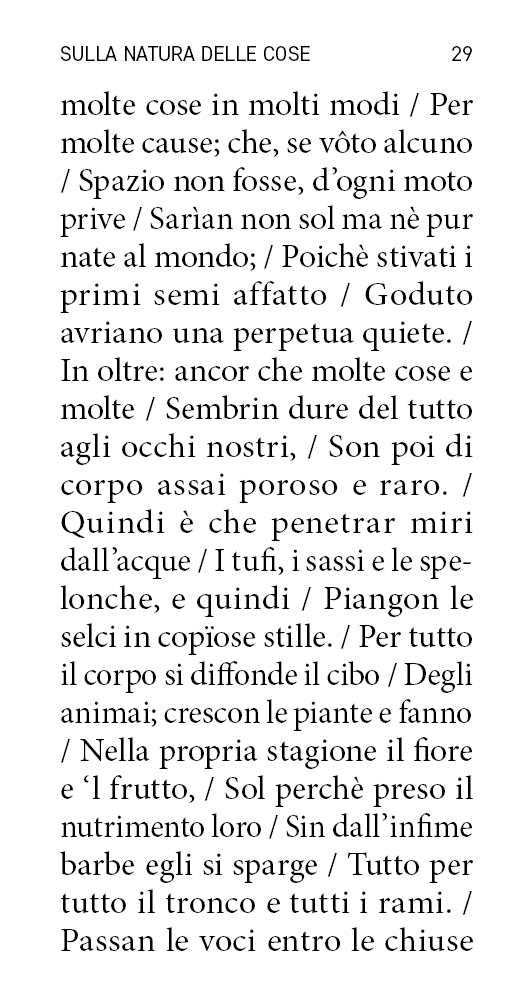 SULLA NATURA DELLE COSE 29
molte cose in molti modi / Per
molte cause; che, se vôto alcuno
/ Spazio non fosse, d’ogni moto
prive / Sarìan non sol ma nè pur
nate al mondo; / Poichè stivati i
primi semi affatto / Goduto
avriano una perpetua quiete. /
In oltre: ancor che molte cose e
molte / Sembrin dure del tutto
agli occhi nostri, / Son poi di
corpo assai poroso e raro. /
Quindi è che penetrar miri
dall’acque / I tufi, i sassi e le spe-
lonche, e quindi / Piangon le
selci in copïose stille. / Per tutto
il corpo si diffonde il cibo / Degli
animai; crescon le piante e fanno
/ Nella propria stagione il fiore
e ‘l frutto, / Sol perchè preso il
nutrimento loro / Sin dall’infime
barbe egli si sparge / Tutto per
tutto il tronco e tutti i rami. /
Passan le voci entro le chiuse